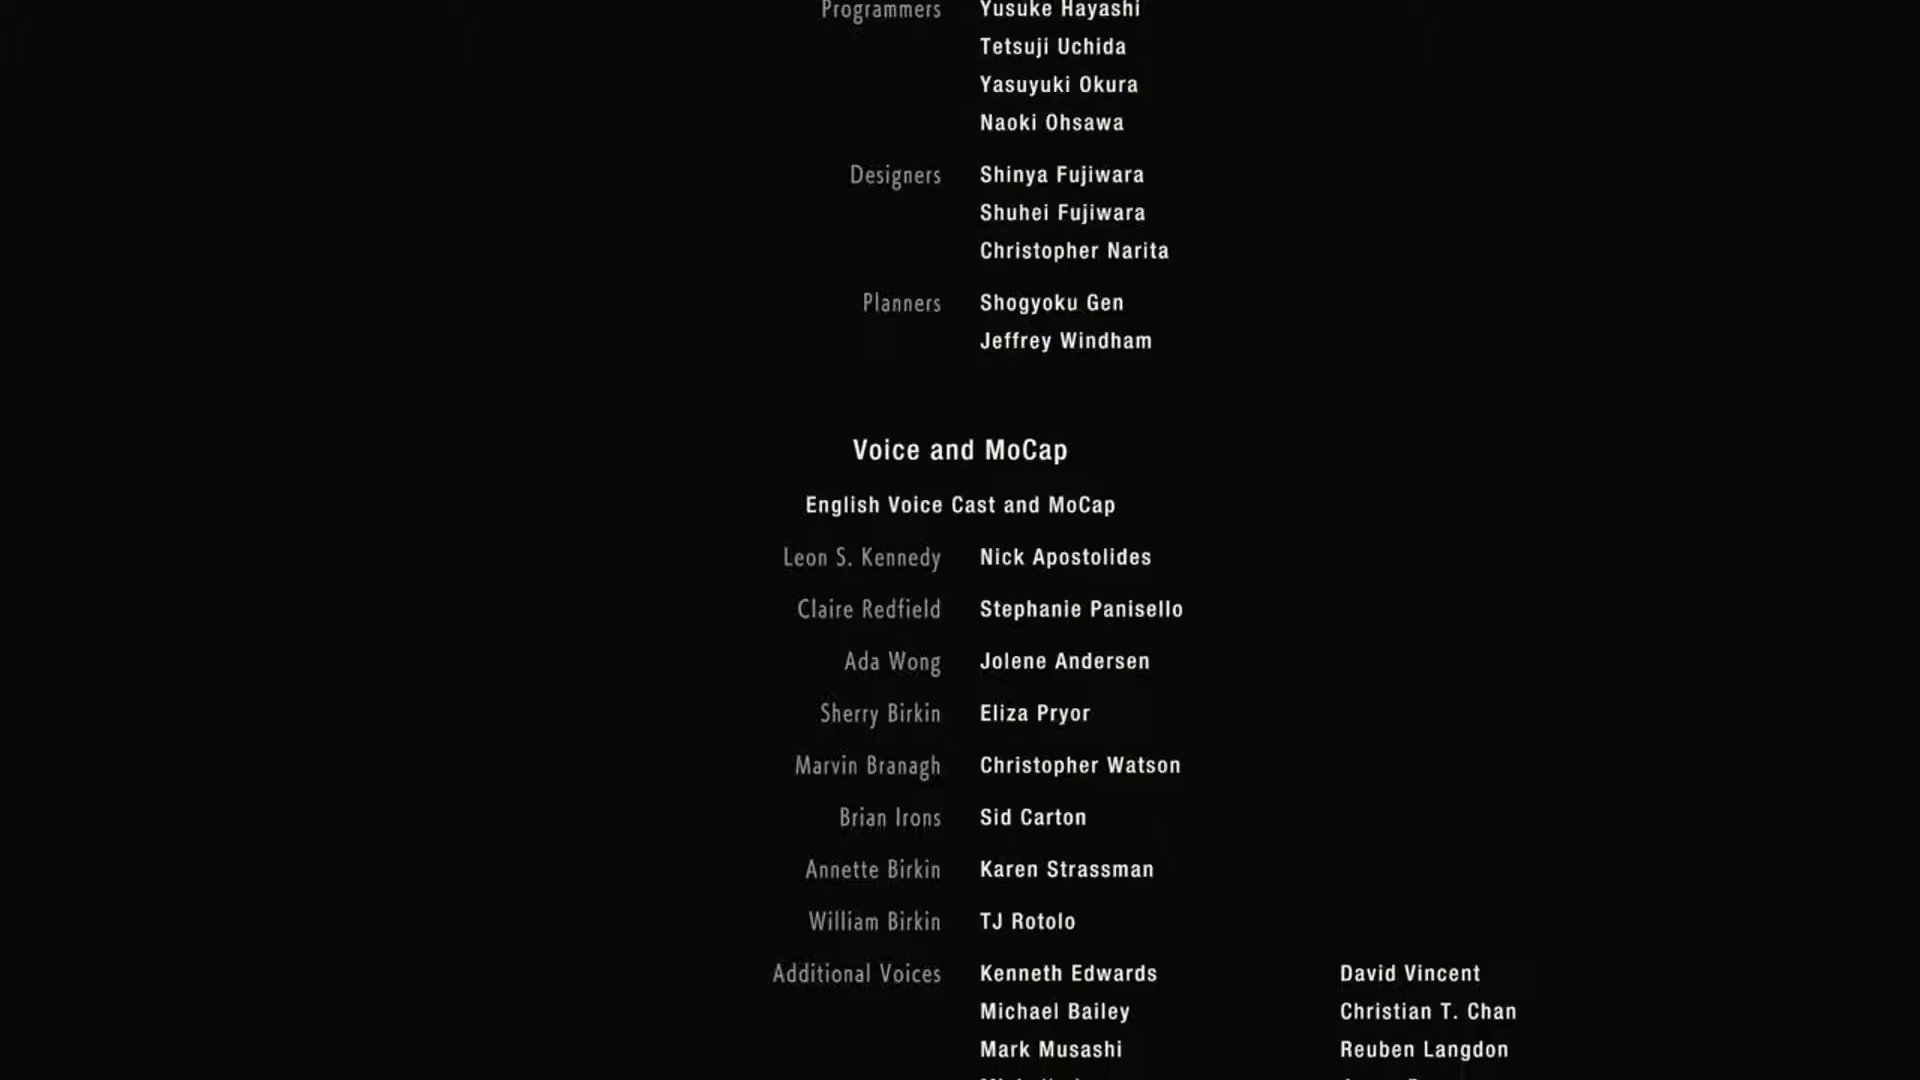 Programmers Yusuke Hayashi
Tetsuji Uchida
Yasuyuki Okura
Naoki Ohsawa
Designers Shinya Fujiwara
Shuhei Fujiwara
Christopher Narita
Planners Shogyoku Gen
Jeffrey Windham
Voice and MoCap
English Voice Cast and MoCap
Leon S. Kennedy Nick Apostolides
Claire Redfield Stephanie Panisello
Ada Wong Jolene Andersen
Sherry Birkin Eliza Pryor
Marvin Branagh Christopher Watson
Brian Irons Sid Carton
Annette Birkin Karen Strassman
William Birkin TJ Rotolo
Additional Voices Kenneth Edwards David Vincent
Michael Bailey Christian T. Chan
Mark Musashi Reuben Langdon